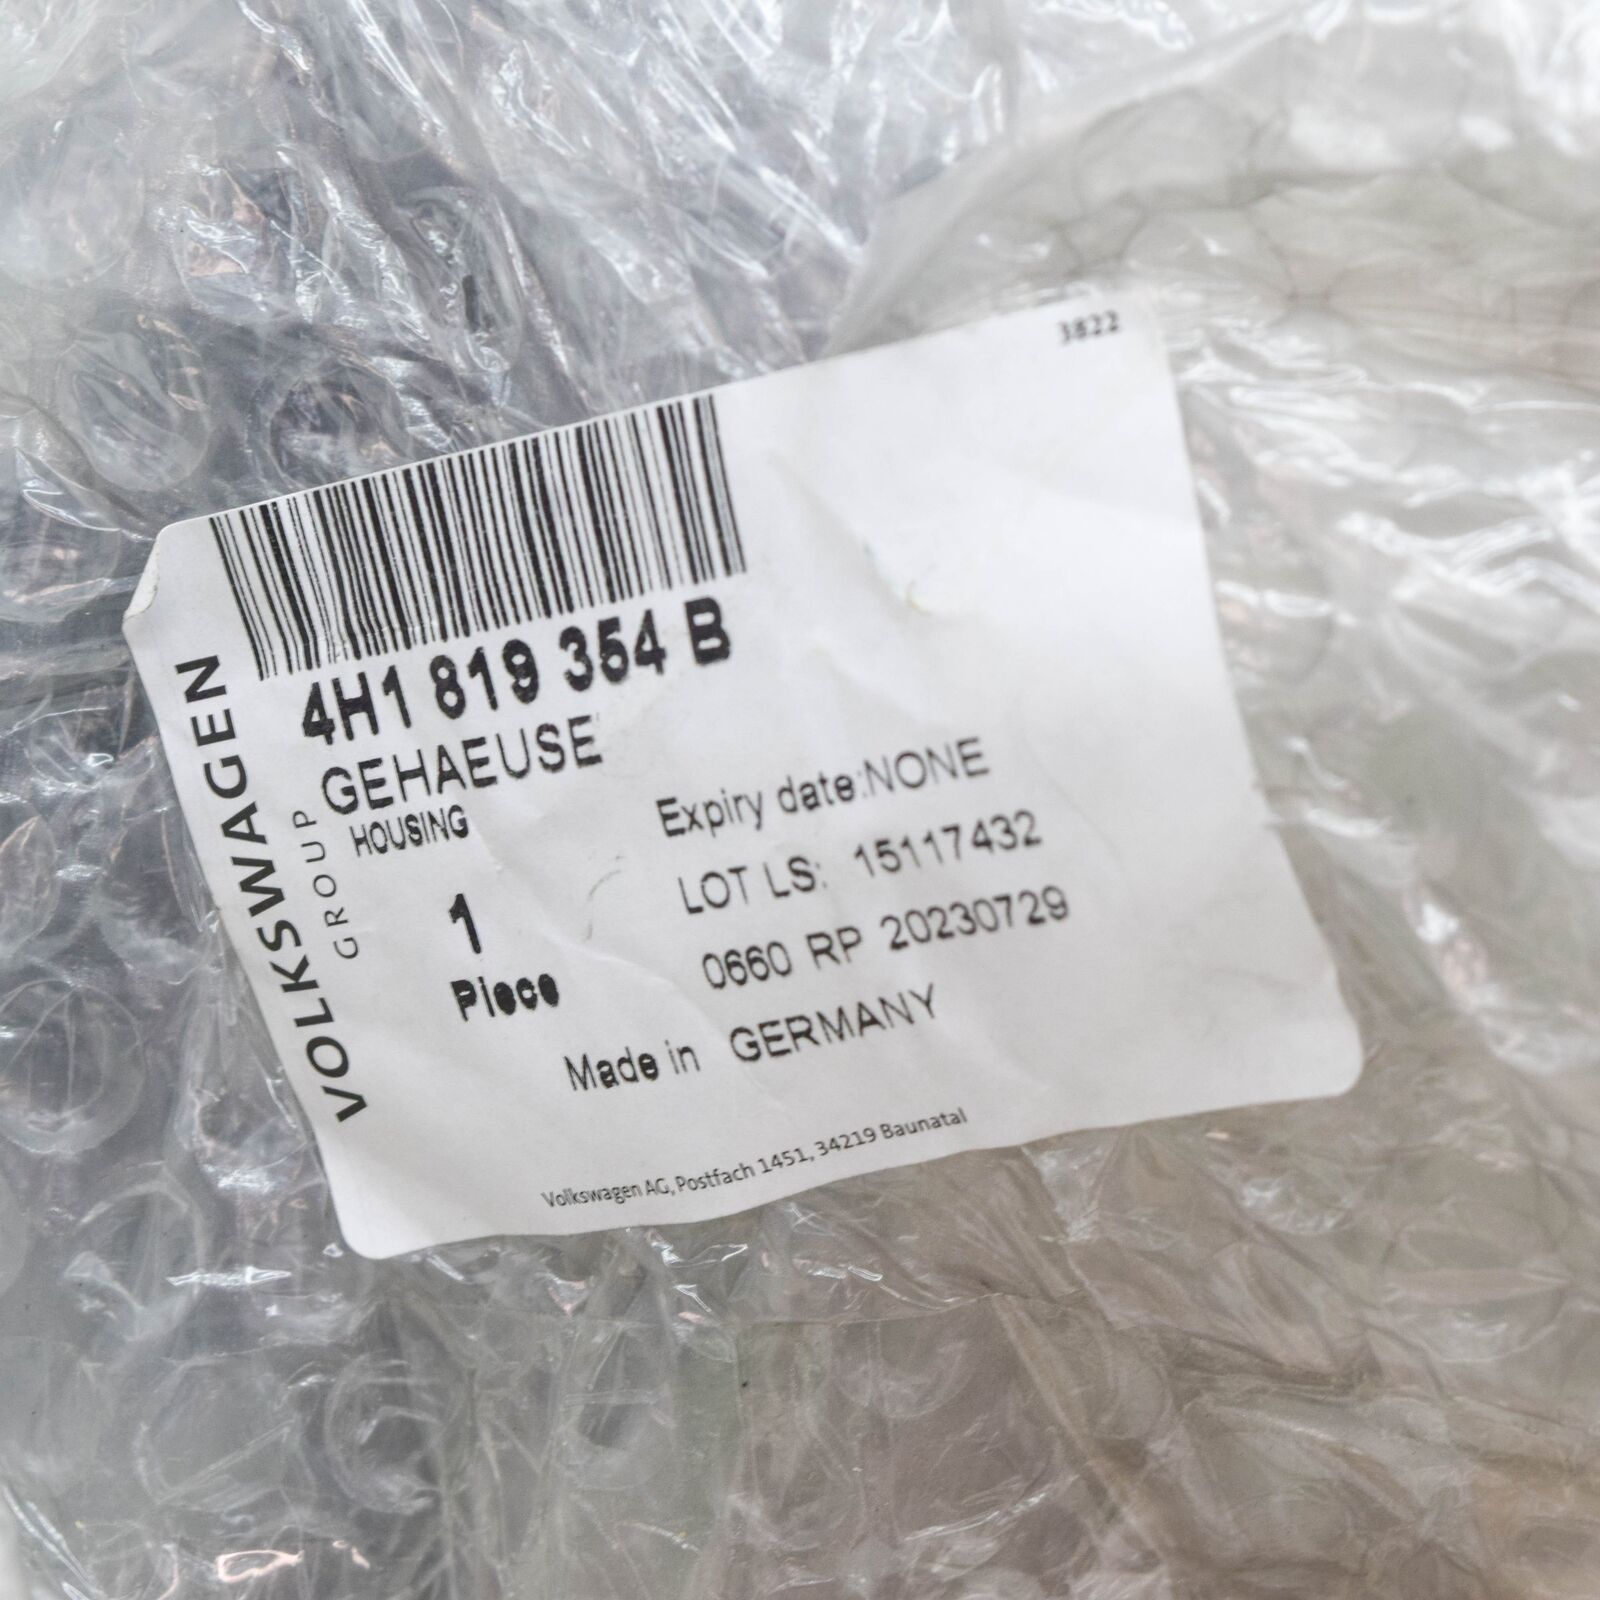 3822
4H1 819 354 B
GEHAEUSE
HOUSING
1
Piece
Expiry date:NONE
LOT LS: 15117432
0660 RP 20230729
Made in GERMANY
VOLKSWAGEN
GROUP
Volkswagen AG, Postfach 1451, 34219 Baunatal